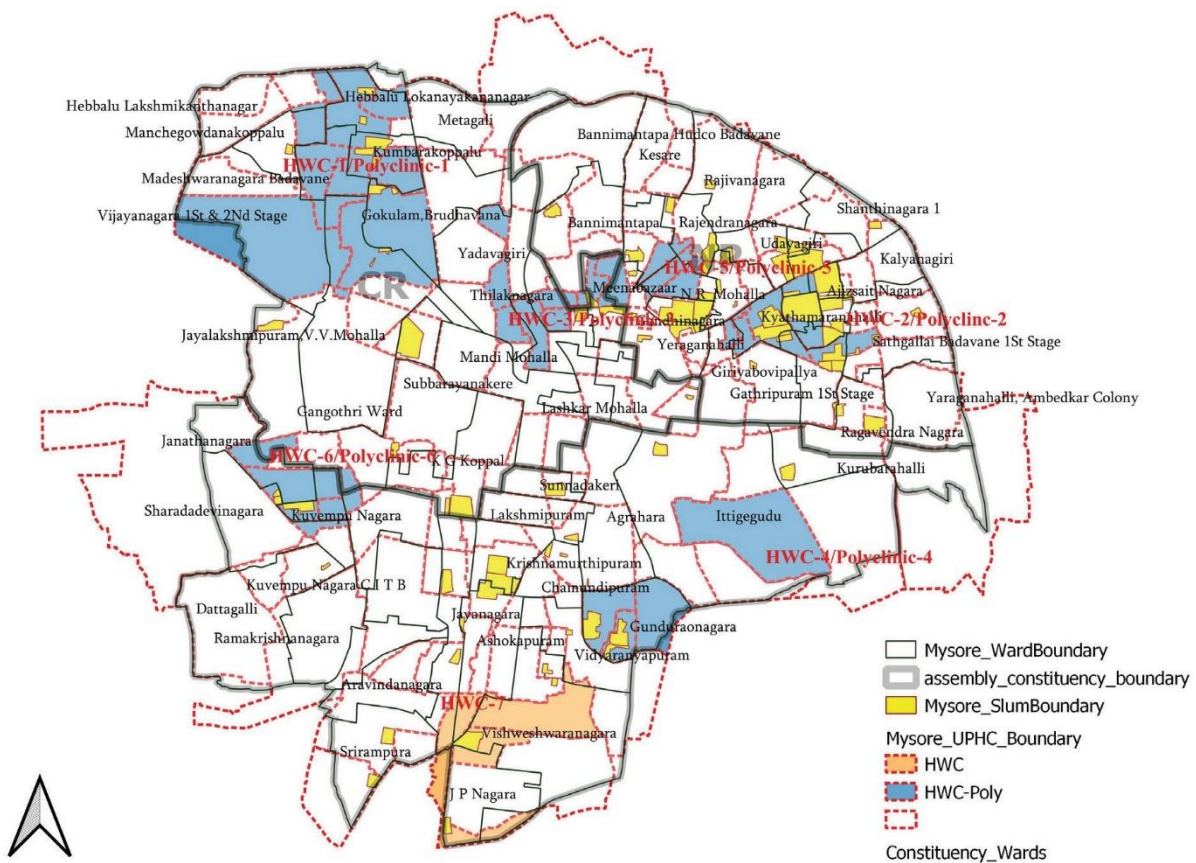 Hebbalu Lokanayakananagar
Hebbalu Lakshmikanthanagar
Metagali
Manchegowdanakoppalu
Bannimantapa Hudco Badavane
Kumbarakoppalu
Kesare
HWC-1/Polyclinic-1
Madeshwaranagara Badavane
Rajivanagara
Vijayanagara 1St & 2Nd Stage
Gokulam,Brudhavana
Bannimantapa
Rajendranagara
Shanthinagara 1
Yadavagiri
Udayagiri
Kalyanagiri
HWC-5/Polyclinic-5
CR
Meenabazaar
N R Mohalla
Ajizsait Nagara
Thilaknagara
HWC-3/Polyclinic-3
Kyathamaranahalli
HWC-2/Polyclinc-2
Jayalakshmipuram,V.V.Mohalla
Yeraganahalli
Sathgallai Badavane 1St Stage
Mandi Mohalla
Giriyabovipallya
Subbarayanakere
Gathripuram 1St Stage
Yaraganahalli, Ambedkar Colony
Gangothri Ward
Lashkar Mohalla
Janathanagara
Ragavendra Nagara
HWC-6/Polyclinic-6
K G Koppal
Kurubarahalli
Sunnadakeri
Sharadadevinagara
Kuvempu Nagara
Lakshmipuram
Agrahara
Ittigegudu
HWC-4/Polyclinic-4
Krishnamurthipuram
Kuvempu Nagara C I T B
Chamundipuram
Dattagalli
Jayanagara
Gunduraonagara
Ramakrishnanagara
Ashokapuram
Vidyaranyapuram
Aravindanagara
HWC-7
Vishweshwaranagara
Srirampura
J P Nagara
Mysore_WardBoundary
assembly_constituency_boundary
Mysore_SlumBoundary
Mysore_UPHC_Boundary
HWC
HWC-Poly
Constituency_Wards